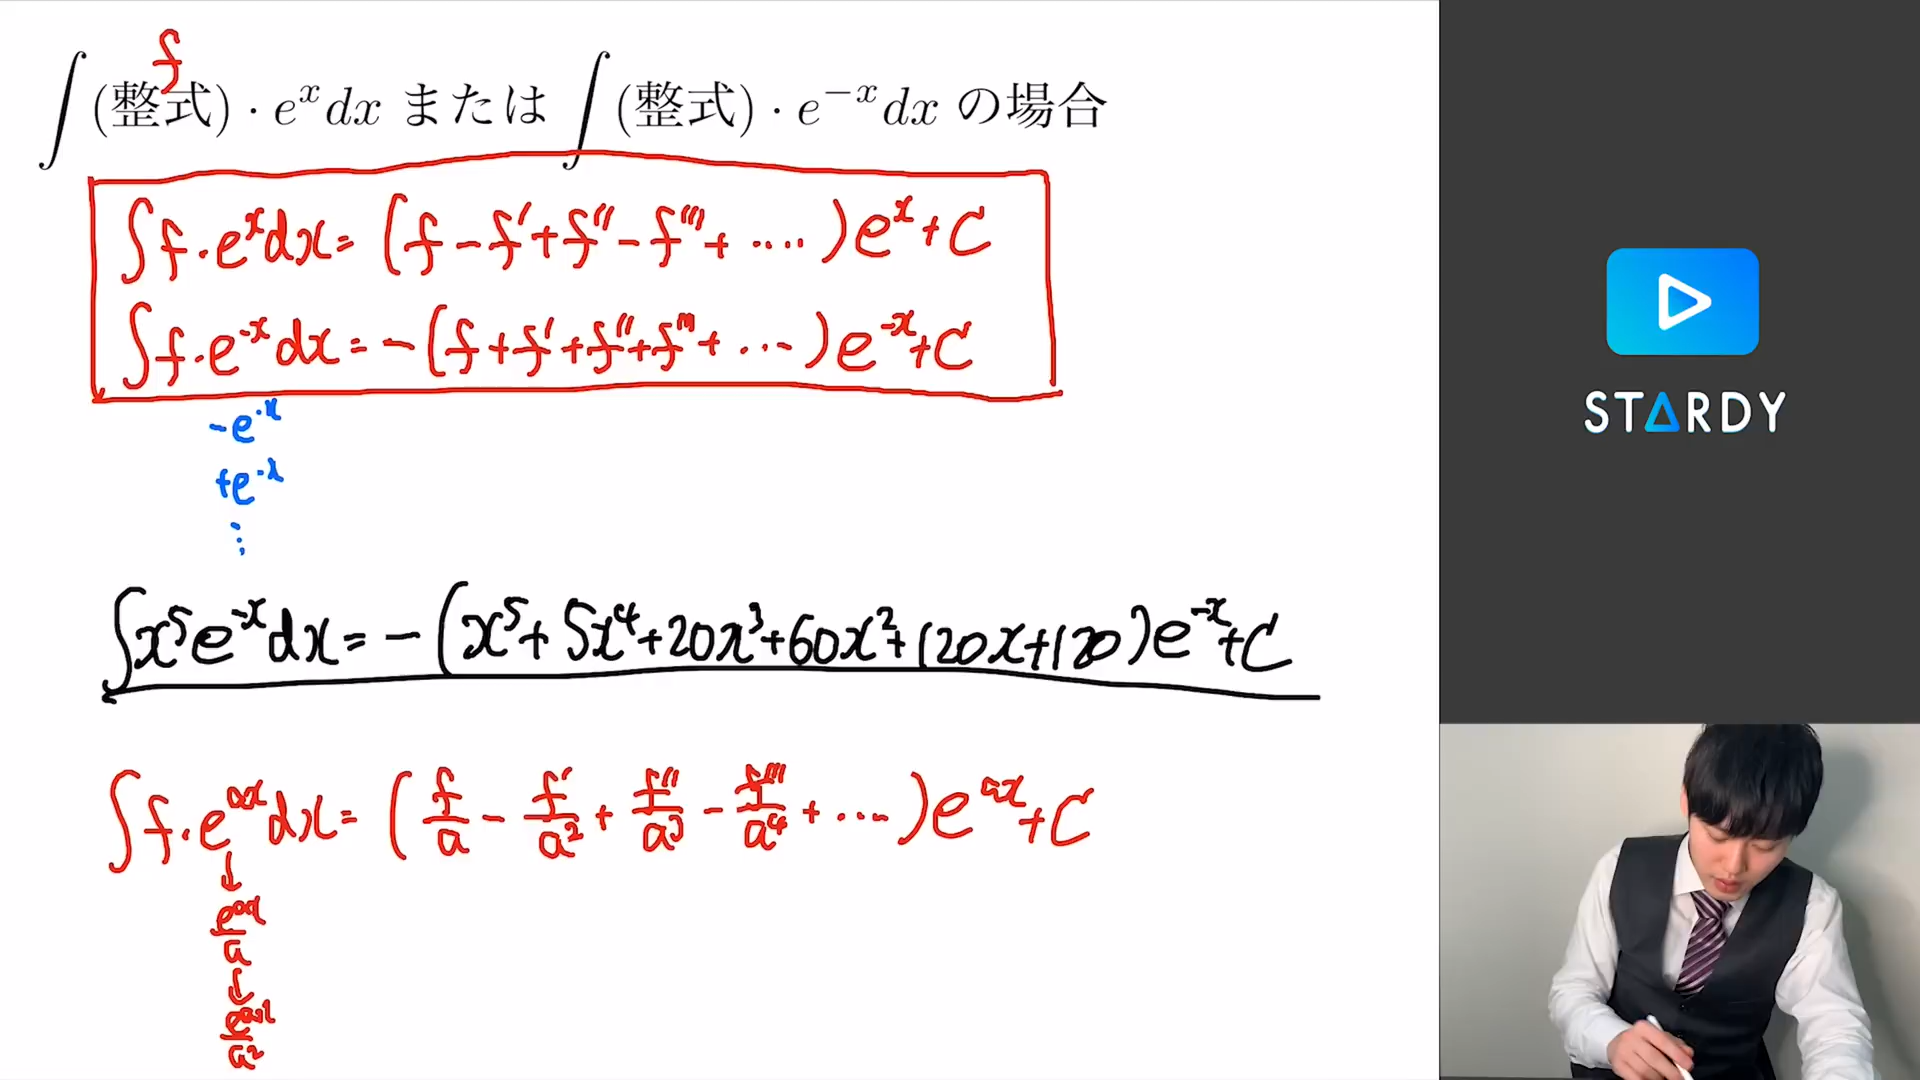 f
∫(整式)・e^x dx または ∫(整式)・e^{-x} dx の場合
∫f・e^x dx = (f - f' + f'' - f''' + ‥‥)e^x + C
∫f・e^{-x} dx = -(f + f' + f'' + f''' + ‥‥)e^{-x} + C
-e^{-x}
+e^{-x}
⋮
∫x^5 e^{-x} dx = -(x^5 + 5x^4 + 20x^3 + 60x^2 + 120x + 120)e^{-x} + C
∫f・e^{ax} dx = (f/a - f'/a^2 + f''/a^3 - f'''/a^4 + ‥‥)e^{ax} + C
↓
e^{ax}/a
↓
e^{ax}/a^2
STARDY